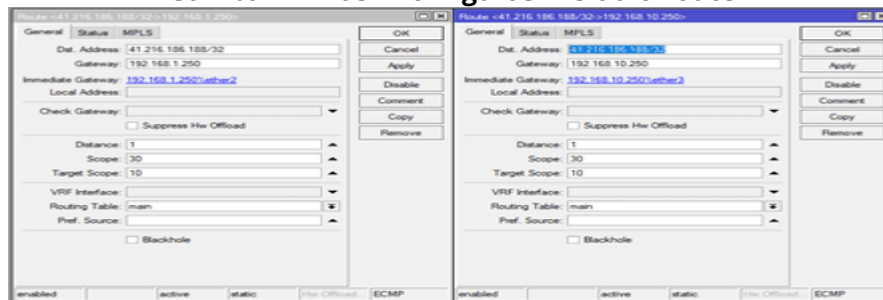 Route <41.216.186.188/32->192.168.1.250>
General Status MPLS
Dst. Address: 41.216.186.188/32
Gateway: 192.168.1.250
Immediate Gateway: 192.168.1.250%ether2
Local Address:
Check Gateway:
Suppress Hw Offload
Distance: 1
Scope: 30
Target Scope: 10
VRF Interface:
Routing Table: main
Pref. Source:
Blackhole
OK
Cancel
Apply
Disable
Comment
Copy
Remove
enabled active static Hw Offload ECMP
Route <41.216.186.188/32->192.168.10.250>
General Status MPLS
Dst. Address: 41.216.186.188/32
Gateway: 192.168.10.250
Immediate Gateway: 192.168.10.250%ether3
Local Address:
Check Gateway:
Suppress Hw Offload
Distance: 1
Scope: 30
Target Scope: 10
VRF Interface:
Routing Table: main
Pref. Source:
Blackhole
OK
Cancel
Apply
Disable
Comment
Copy
Remove
enabled active static Hw Offload ECMP